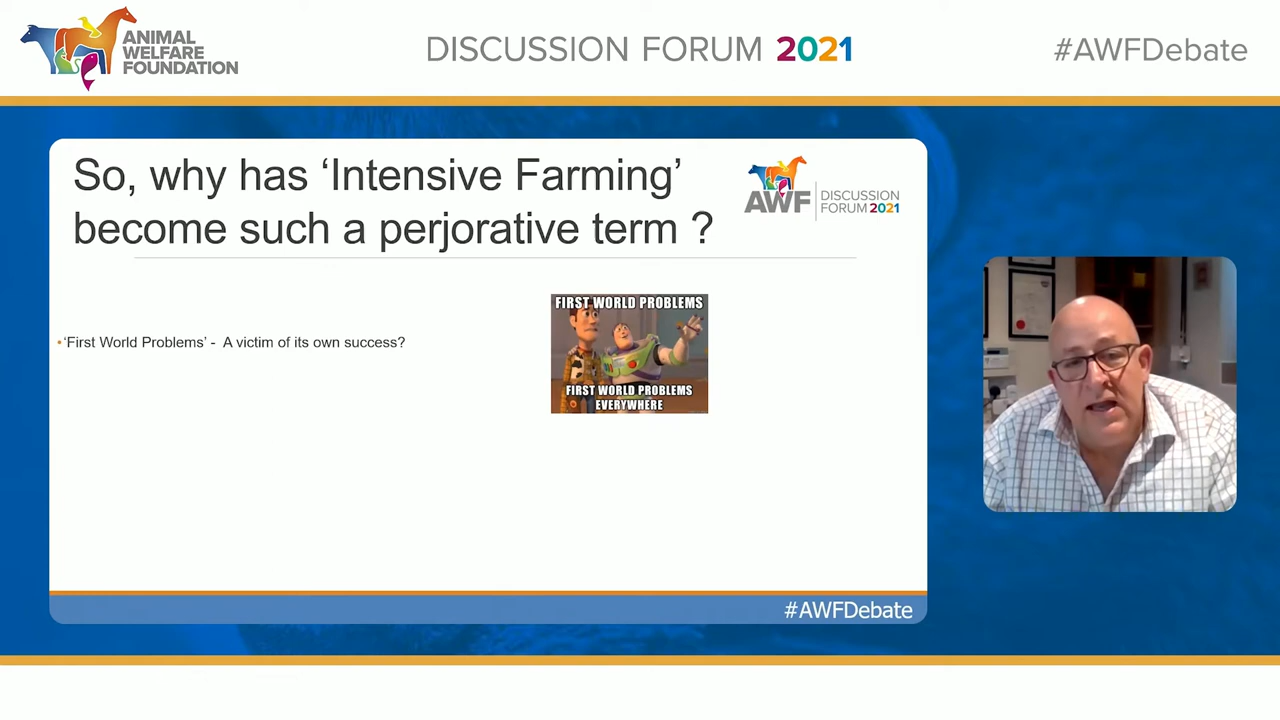 ANIMAL
WELFARE
FOUNDATION
DISCUSSION FORUM 2021
#AWFDebate
So, why has ‘Intensive Farming’
become such a perjorative term ?
AWF
DISCUSSION
FORUM 2021
•‘First World Problems’ - A victim of its own success?
FIRST WORLD PROBLEMS
FIRST WORLD PROBLEMS
EVERYWHERE
#AWFDebate